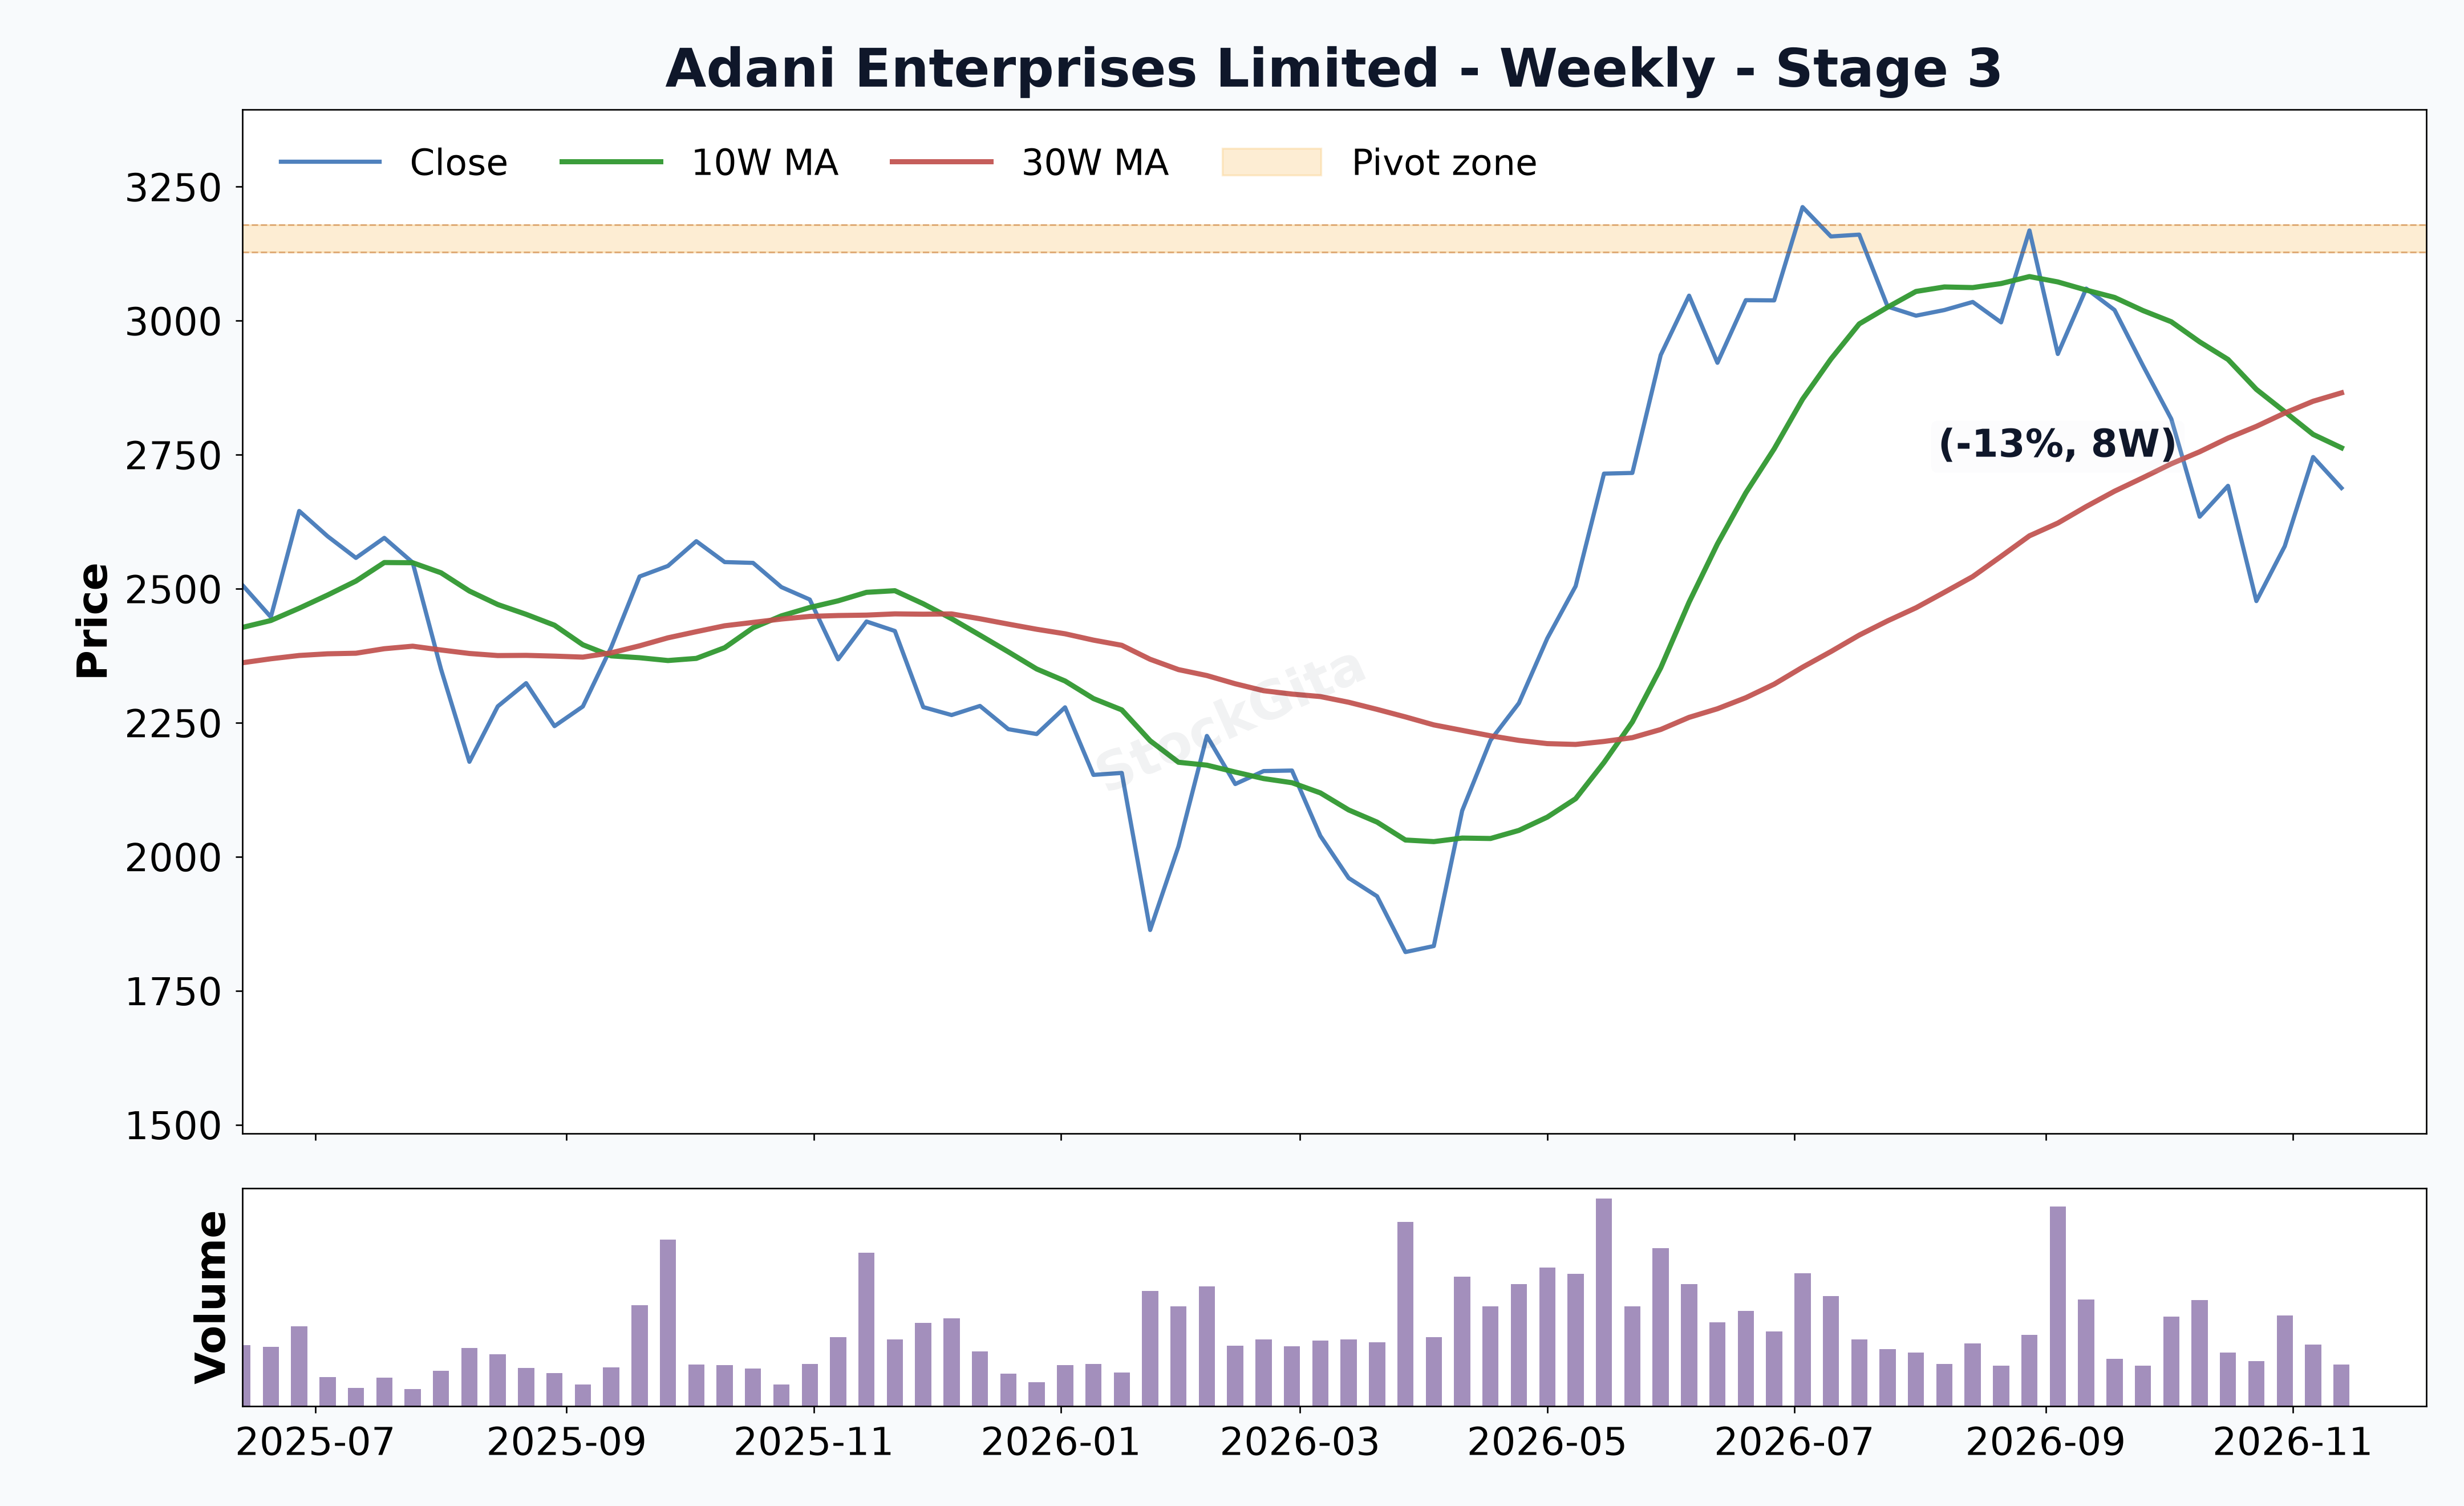 Adani Enterprises Limited - Weekly - Stage 3
Close 10W MA 30W MA Pivot zone
3250
3000
2750
2500
2250
2000
1750
1500
Price
(-13%, 8W)
StockGita
Volume
2025-07 2025-09 2025-11 2026-01 2026-03 2026-05 2026-07 2026-09 2026-11